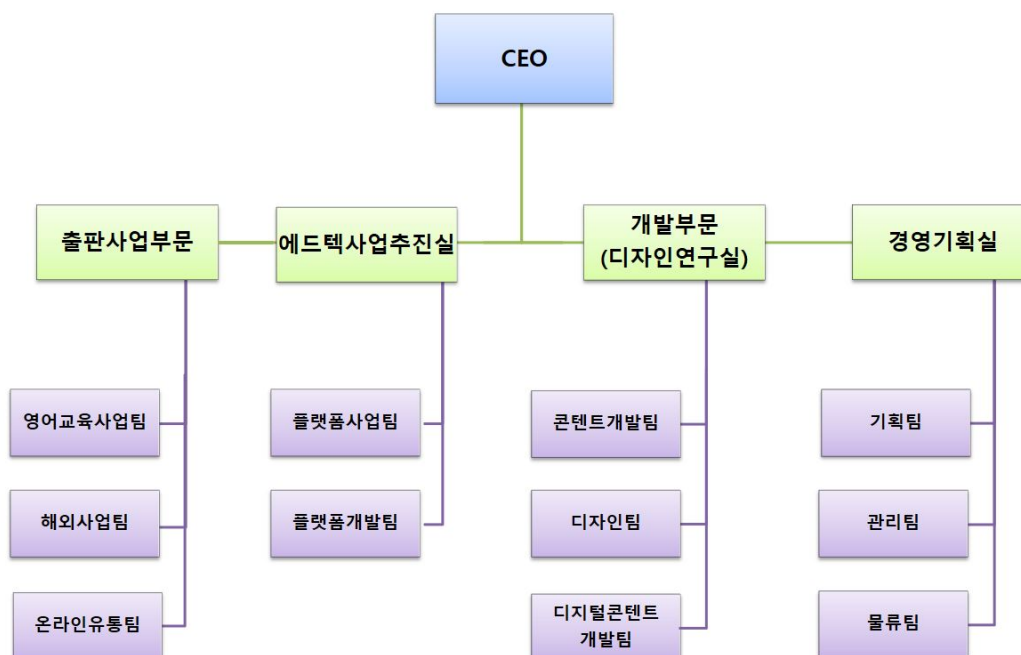 CEO
출판사업부문
에드텍사업추진실
개발부문
(디자인연구실)
경영기획실
영어교육사업팀
플랫폼사업팀
콘텐트개발팀
기획팀
해외사업팀
플랫폼개발팀
디자인팀
관리팀
온라인유통팀
디지털콘텐트
개발팀
물류팀